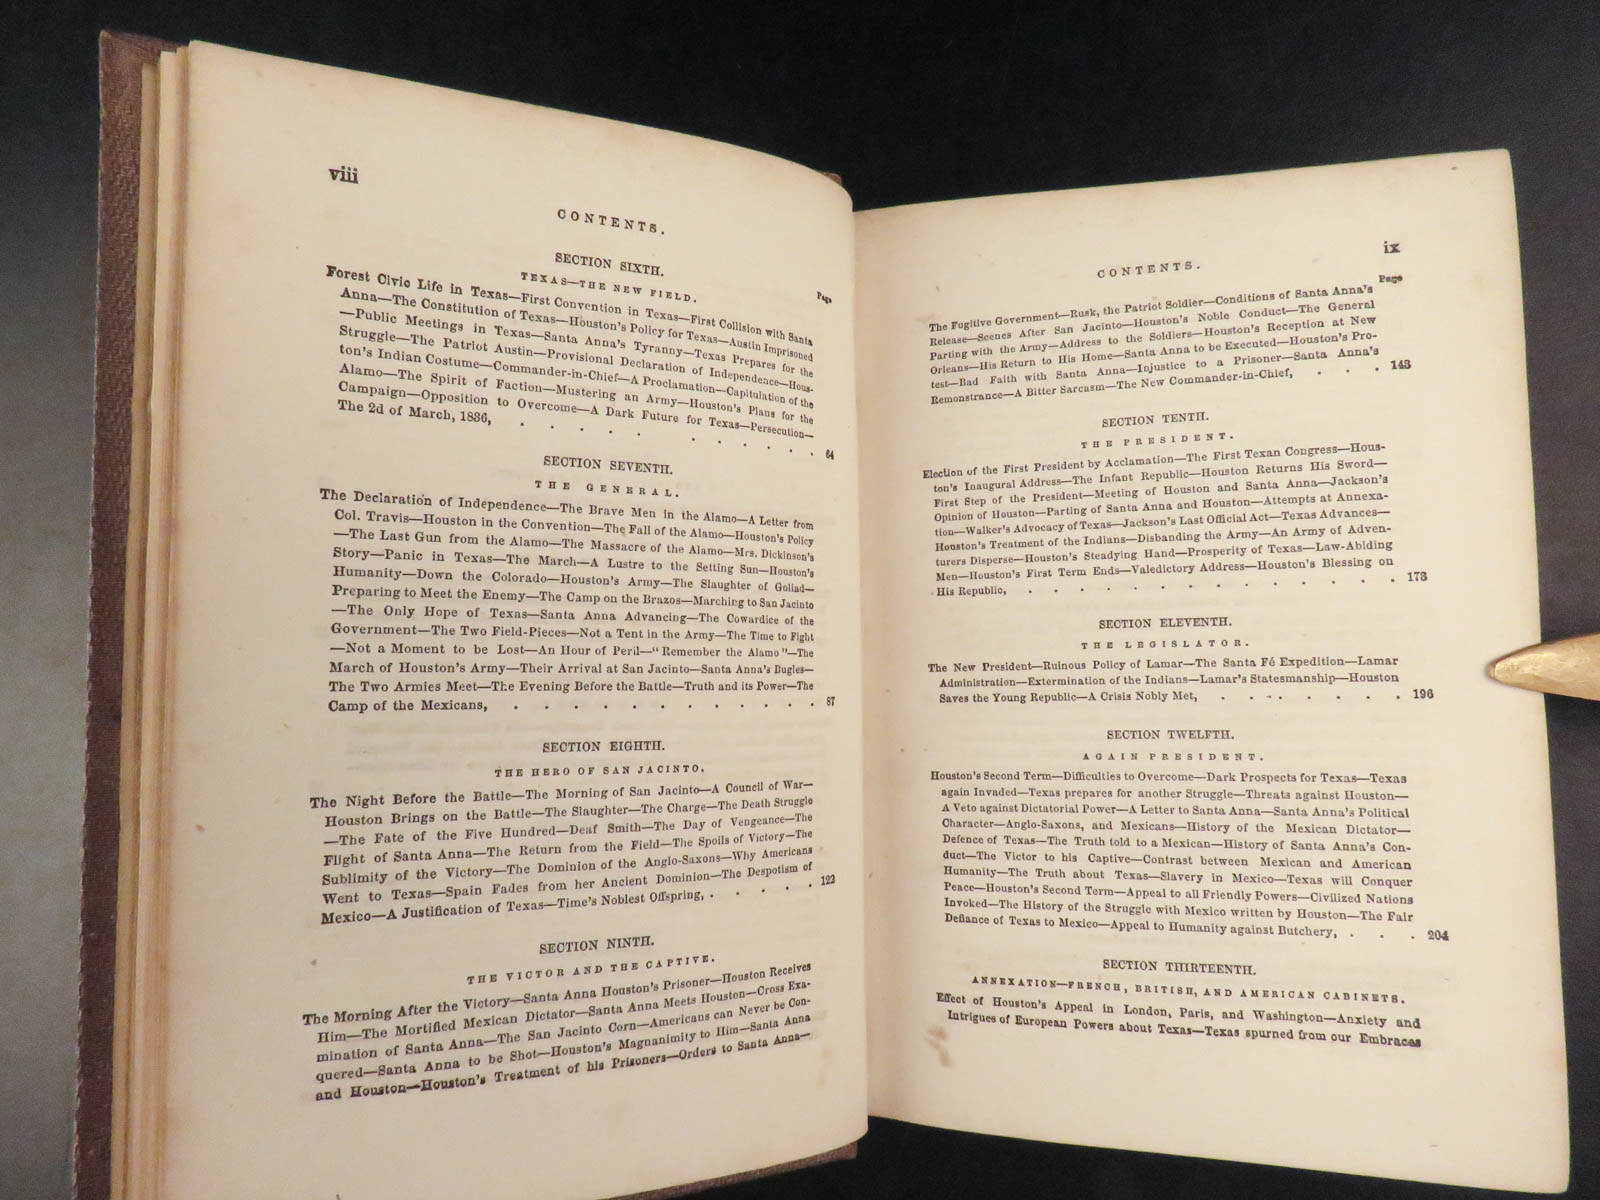 viii
CONTENTS.
SECTION SIXTH.
TEXAS—THE NEW FIELD.
Page
Forest Civic Life in Texas—First Convention in Texas—First Collision with Santa
Anna—The Constitution of Texas—Houston's Policy for Texas—Austin Imprisoned
—Public Meetings in Texas—Santa Anna's Tyranny—Texas Prepares for the
Struggle—The Patriot Austin—Provisional Declaration of Independence—Hous-
ton's Indian Costume—Commander-in-Chief—A Proclamation—Capitulation of the
Alamo—The Spirit of Faction—Mustering an Army—Houston's Plans for the
Campaign—Opposition to Overcome—A Dark Future for Texas—Persecution—
The 2d of March, 1836, . . . . . . . . . . . 64
SECTION SEVENTH.
THE GENERAL.
The Declaration of Independence—The Brave Men in the Alamo—A Letter from
Col. Travis—Houston in the Convention—The Fall of the Alamo—Houston's Policy
—The Last Gun from the Alamo—The Massacre of the Alamo—Mrs. Dickinson's
Story—Panic in Texas—The March—A Lustre to the Setting Sun—Houston's
Humanity—Down the Colorado—Houston's Army—The Slaughter of Goliad—
Preparing to Meet the Enemy—The Camp on the Brazos—Marching to San Jacinto
—The Only Hope of Texas—Santa Anna Advancing—The Cowardice of the
Government—The Two Field-Pieces—Not a Tent in the Army—The Time to Fight
—Not a Moment to be Lost—An Hour of Peril—"Remember the Alamo"—The
March of Houston's Army—Their Arrival at San Jacinto—Santa Anna's Bugles—
The Two Armies Meet—The Evening Before the Battle—Truth and its Power—The
Camp of the Mexicans, . . . . . . . . . . . 87
SECTION EIGHTH.
THE HERO OF SAN JACINTO.
The Night Before the Battle—The Morning of San Jacinto—A Council of War—
Houston Brings on the Battle—The Slaughter—The Charge—The Death Struggle
—The Fate of the Five Hundred—Deaf Smith—The Day of Vengeance—The
Flight of Santa Anna—The Return from the Field—The Spoils of Victory—The
Sublimity of the Victory—The Dominion of the Anglo-Saxons—Why Americans
Went to Texas—Spain Fades from her Ancient Dominion—The Despotism of
Mexico—A Justification of Texas—Time's Noblest Offspring, . . . . . 122
SECTION NINTH.
THE VICTOR AND THE CAPTIVE.
The Morning After the Victory—Santa Anna Houston's Prisoner—Houston Receives
Him—The Mortified Mexican Dictator—Santa Anna Meets Houston—Cross Exa-
mination of Santa Anna—The San Jacinto Corn—Americans can Never be Con-
quered—Santa Anna to be Shot—Houston's Magnanimity to Him—Santa Anna
and Houston—Houston's Treatment of his Prisoners—Orders to Santa Anna—
ix
CONTENTS.
Page
The Fugitive Government—Rusk, the Patriot Soldier—Conditions of Santa Anna's
Release—Scenes After San Jacinto—Houston's Noble Conduct—The General
Parting with the Army—Address to the Soldiers—Houston's Reception at New
Orleans—His Return to His Home—Santa Anna to be Executed—Houston's Pro-
test—Bad Faith with Santa Anna—Injustice to a Prisoner—Santa Anna's
Remonstrance—A Bitter Sarcasm—The New Commander-in-Chief, . . . 143
SECTION TENTH.
THE PRESIDENT.
Election of the First President by Acclamation—The First Texan Congress—Hous-
ton's Inaugural Address—The Infant Republic—Houston Returns His Sword—
First Step of the President—Meeting of Houston and Santa Anna—Jackson's
Opinion of Houston—Parting of Santa Anna and Houston—Attempts at Annexa-
tion—Walker's Advocacy of Texas—Jackson's Last Official Act—Texas Advances—
Houston's Treatment of the Indians—Disbanding the Army—An Army of Adven-
turers Disperse—Houston's Steadying Hand—Prosperity of Texas—Law-Abiding
Men—Houston's First Term Ends—Valedictory Address—Houston's Blessing on
His Republic, . . . . . . . . . . . 173
SECTION ELEVENTH.
THE LEGISLATOR.
The New President—Ruinous Policy of Lamar—The Santa Fé Expedition—Lamar
Administration—Extermination of the Indians—Lamar's Statesmanship—Houston
Saves the Young Republic—A Crisis Nobly Met, . . . . . . . 196
SECTION TWELFTH.
AGAIN PRESIDENT.
Houston's Second Term—Difficulties to Overcome—Dark Prospects for Texas—Texas
again Invaded—Texas prepares for another Struggle—Threats against Houston—
A Veto against Dictatorial Power—A Letter to Santa Anna—Santa Anna's Political
Character—Anglo-Saxons, and Mexicans—History of the Mexican Dictator—
Defence of Texas—The Truth told to a Mexican—History of Santa Anna's Con-
duct—The Victor to his Captive—Contrast between Mexican and American
Humanity—The Truth about Texas—Slavery in Mexico—Texas will Conquer
Peace—Houston's Second Term—Appeal to all Friendly Powers—Civilized Nations
Invoked—The History of the Struggle with Mexico written by Houston—The Fair
Defiance of Texas to Mexico—Appeal to Humanity against Butchery, . . . 204
SECTION THIRTEENTH.
ANNEXATION—FRENCH, BRITISH, AND AMERICAN CABINETS.
Effect of Houston's Appeal in London, Paris, and Washington—Anxiety and
Intrigues of European Powers about Texas—Texas spurned from our Embraces